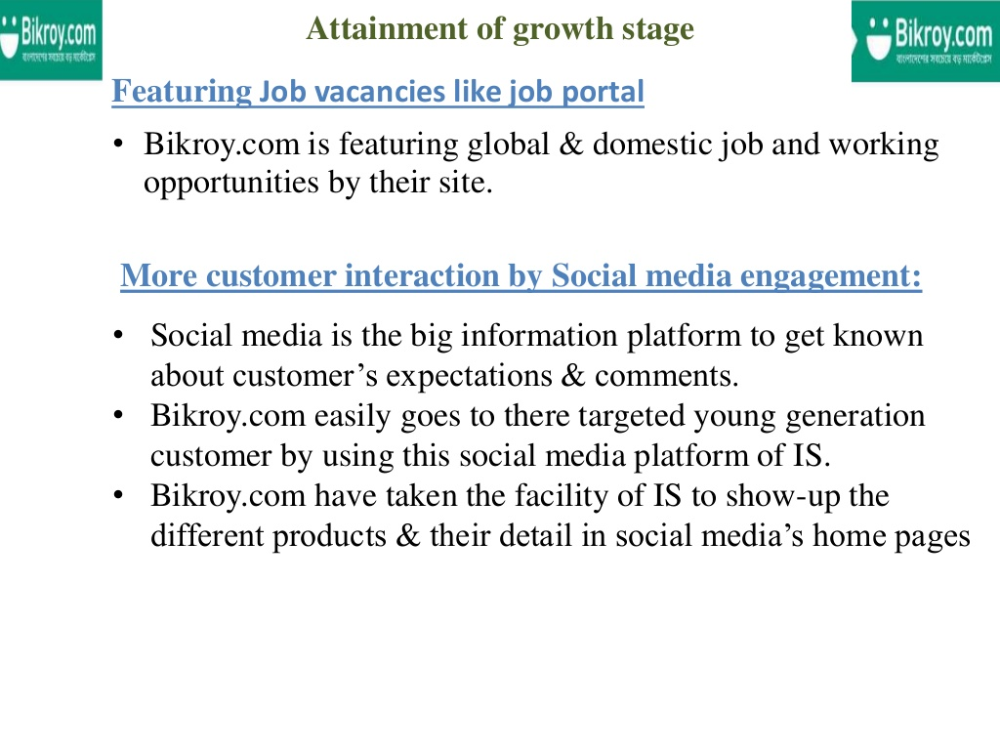 Bikroy.com
বাংলাদেশের সবচেয়ে বড় মার্কেটপ্লেস
Attainment of growth stage
Bikroy.com
বাংলাদেশের সবচেয়ে বড় মার্কেটপ্লেস
Featuring Job vacancies like job portal
• Bikroy.com is featuring global & domestic job and working
opportunities by their site.
More customer interaction by Social media engagement:
• Social media is the big information platform to get known
about customer’s expectations & comments.
• Bikroy.com easily goes to there targeted young generation
customer by using this social media platform of IS.
• Bikroy.com have taken the facility of IS to show-up the
different products & their detail in social media’s home pages